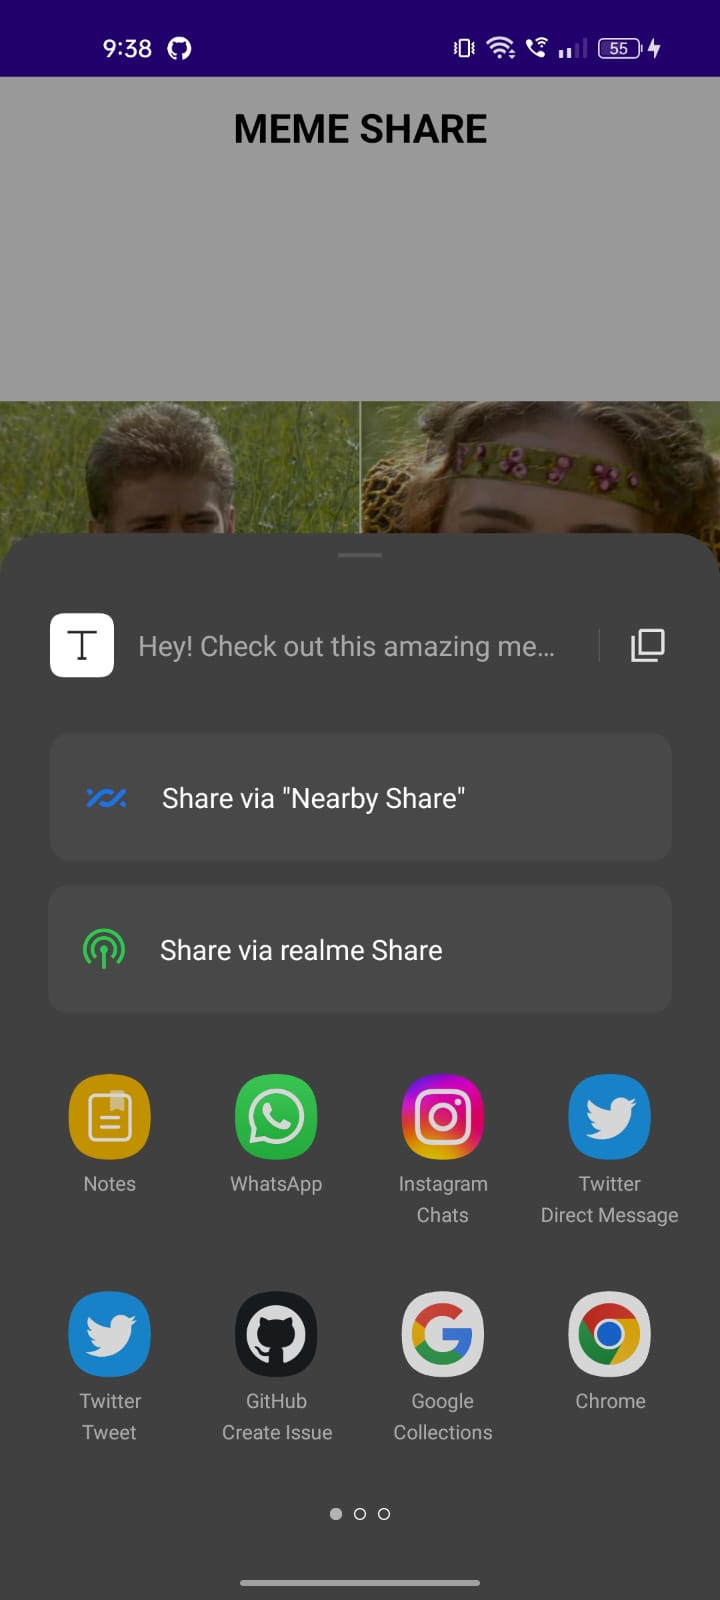 9:38
55
MEME SHARE
T
Hey! Check out this amazing me...
Share via "Nearby Share"
Share via realme Share
Notes
WhatsApp
Instagram
Chats
Twitter
Direct Message
Twitter
Tweet
GitHub
Create Issue
Google
Collections
Chrome